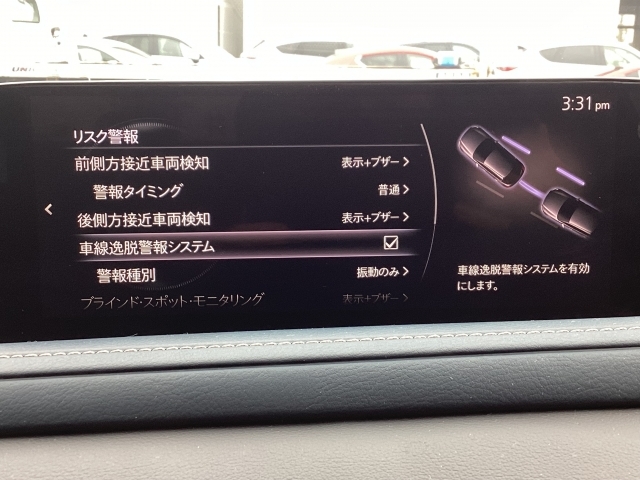 3:31 pm
リスク警報
前側方接近車両検知 表示+ブザー
警報タイミング 普通
後側方接近車両検知 表示+ブザー
車線逸脱警報システム
警報種別 振動のみ
ブラインド・スポット・モニタリング 表示+ブザー
車線逸脱警報システムを有効
にします。